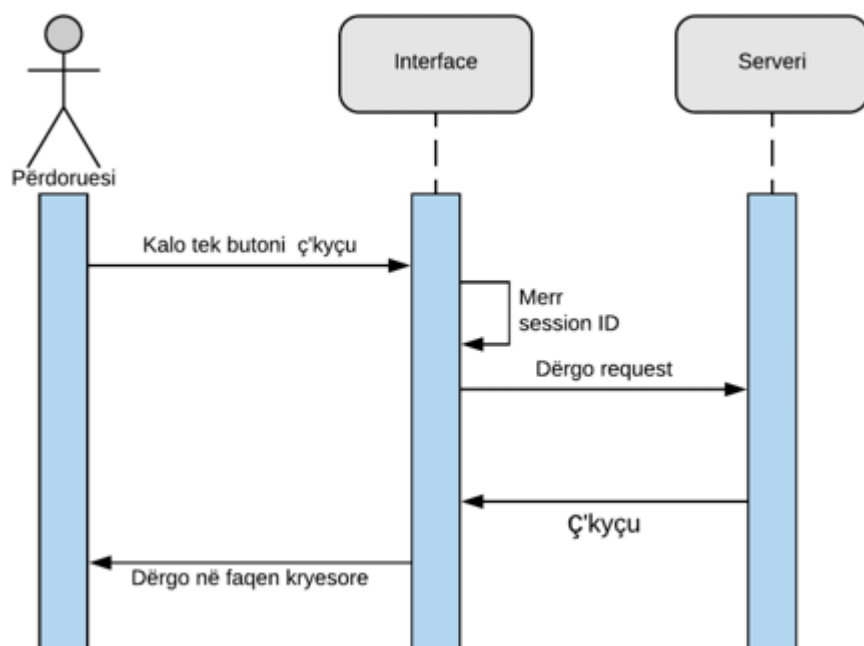 Interface
Serveri
Përdoruesi
Kalo tek butoni ç'kyçu
Merr
session ID
Dërgo request
Ç'kyçu
Dërgo në faqen kryesore